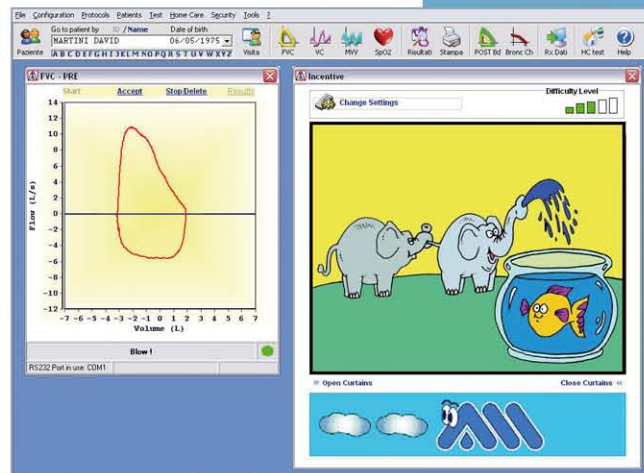 File Configuration Protocols Patients Test Home Care Security Tools ?
Go to patient by ID / Name Date of birth
MARTINI DAVID 06/05/1975
A B C D E F G H I J K L M N O P Q R S T U V W X Y Z
Paziente Visita FVC VC MVV SpO2 Risultati Stampa POST Bd Bronc Ch Rx Dati HC test Help
FVC - PRE
Start Accept Stop/Delete Results
Flow (L/s)
14
12
10
8
6
4
2
0
-2
-4
-6
-8
-10
-12
-7 -6 -5 -4 -3 -2 -1 0 1 2 3 4 5 6 7
Volume (L)
Blow !
RS232 Port in use: COM1
Incentive
Change Settings
Difficulty Level
» Open Curtains Close Curtains «